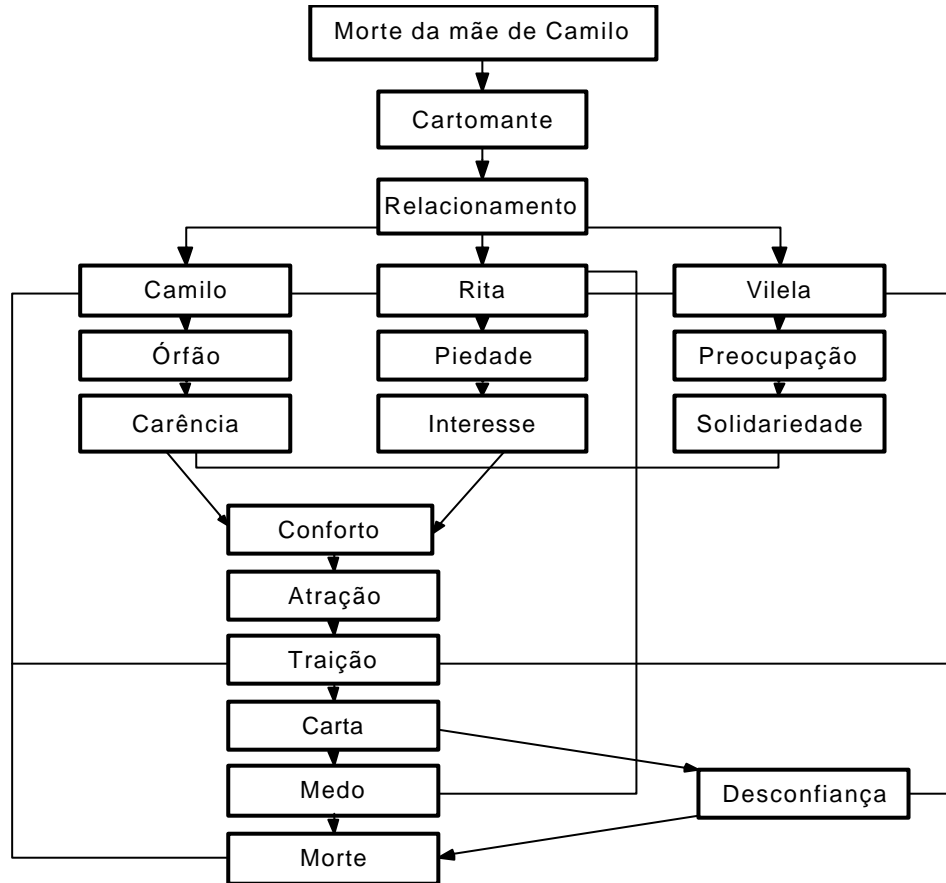 Morte da mãe de Camilo
Cartomante
Relacionamento
Camilo
Rita
Vilela
Órfão
Piedade
Preocupação
Carência
Interesse
Solidariedade
Conforto
Atração
Traição
Carta
Medo
Desconfiança
Morte